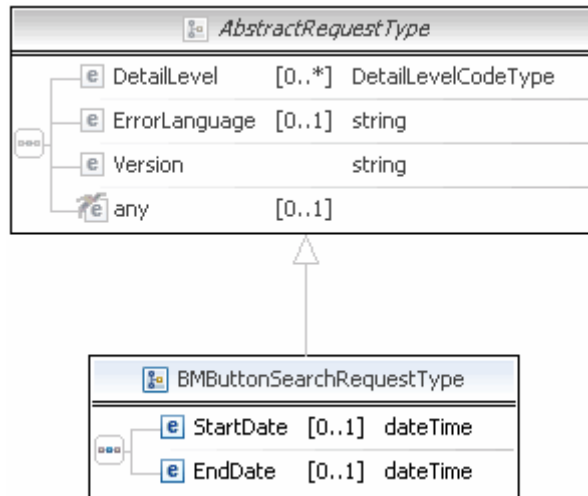 AbstractRequestType
e DetailLevel [0..*] DetailLevelCodeType
e ErrorLanguage [0..1] string
e Version string
e any [0..1]
BMButtonSearchRequestType
e StartDate [0..1] dateTime
e EndDate [0..1] dateTime